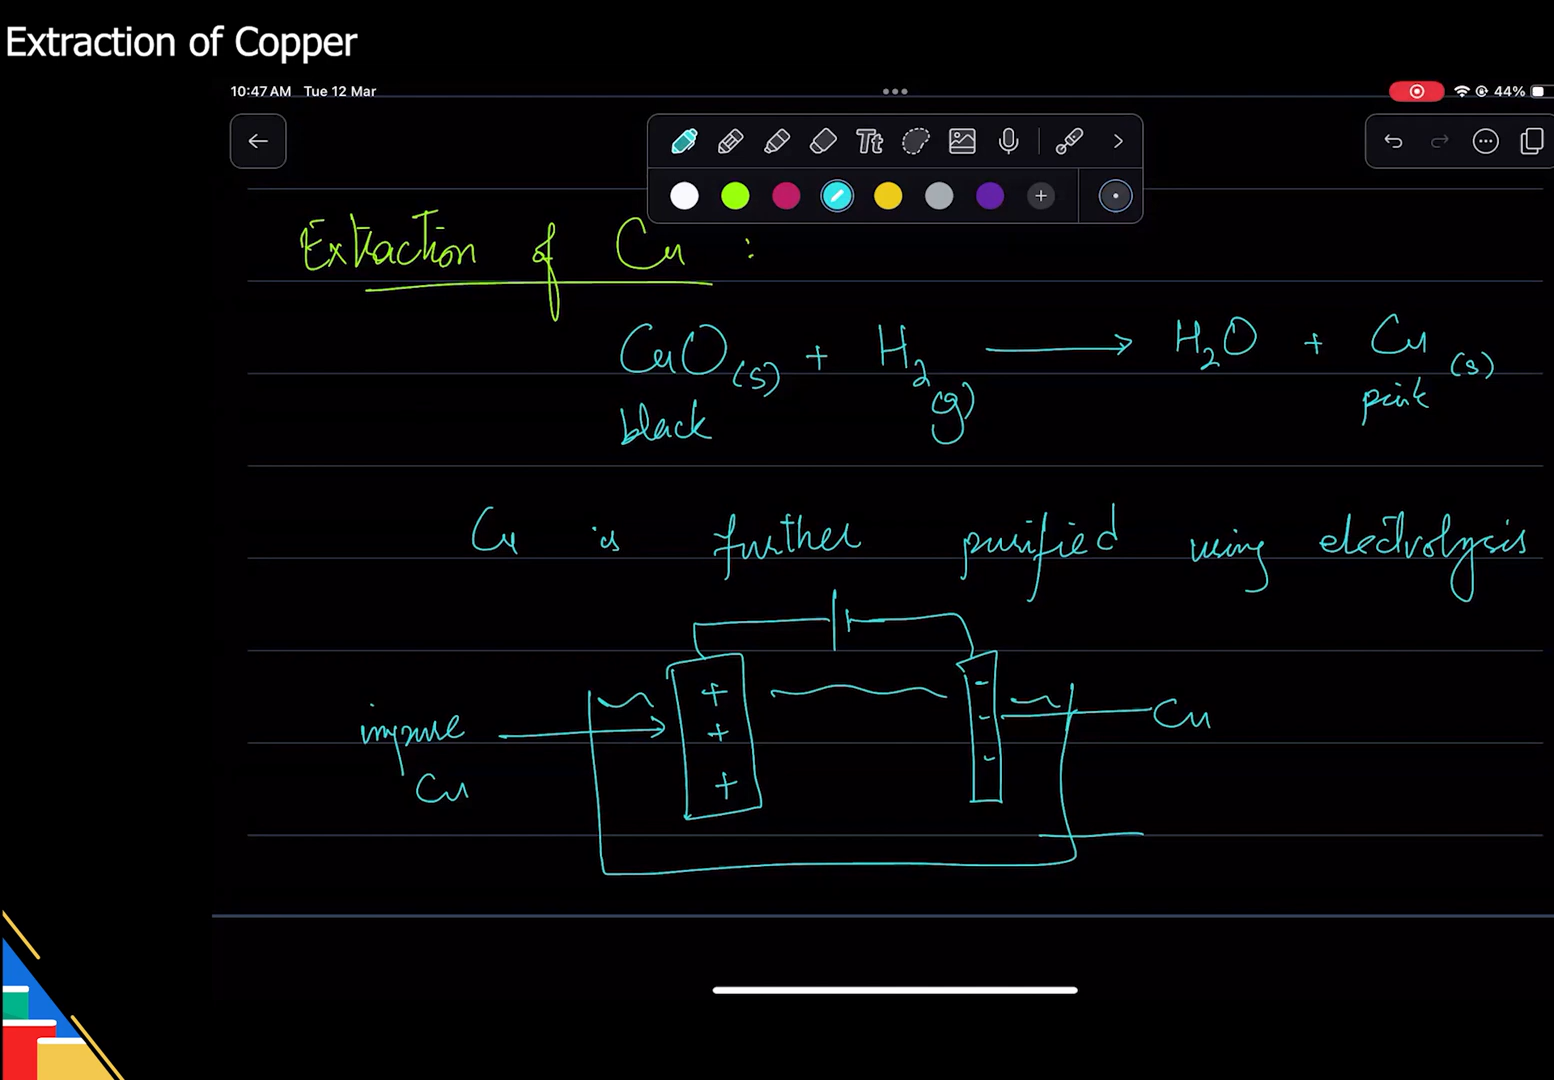 Extraction of Copper
10:47 AM Tue 12 Mar
44%
Tt
Extraction of Cu :
CuO(s) + H2(g) → H2O + Cu(s)
black pink
Cu is further purified using electrolysis
+ -
impure + - Cu
Cu + -